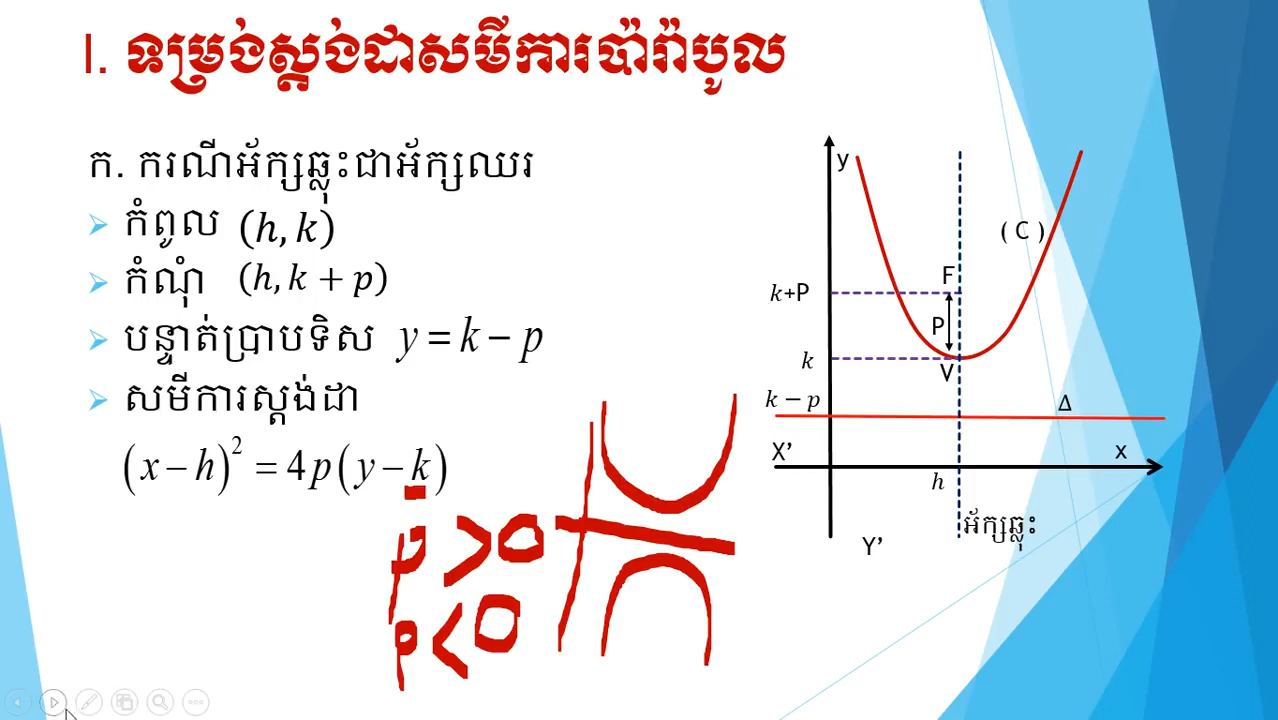 I. ទម្រង់ស្តង់ដាសមីការប៉ារ៉ាបូល
ក. ករណីអ័ក្សឆ្លុះជាអ័ក្សឈរ
កំពូល (h, k)
កំណុំ (h, k + p)
បន្ទាត់ប្រាបទិស y = k − p
សមីការស្តង់ដា
(x − h)² = 4p(y − k)
p > 0
p < 0
y
( C )
F
k+P
P
k
V
k − p
Δ
X’
x
h
អ័ក្សឆ្លុះ
Y’